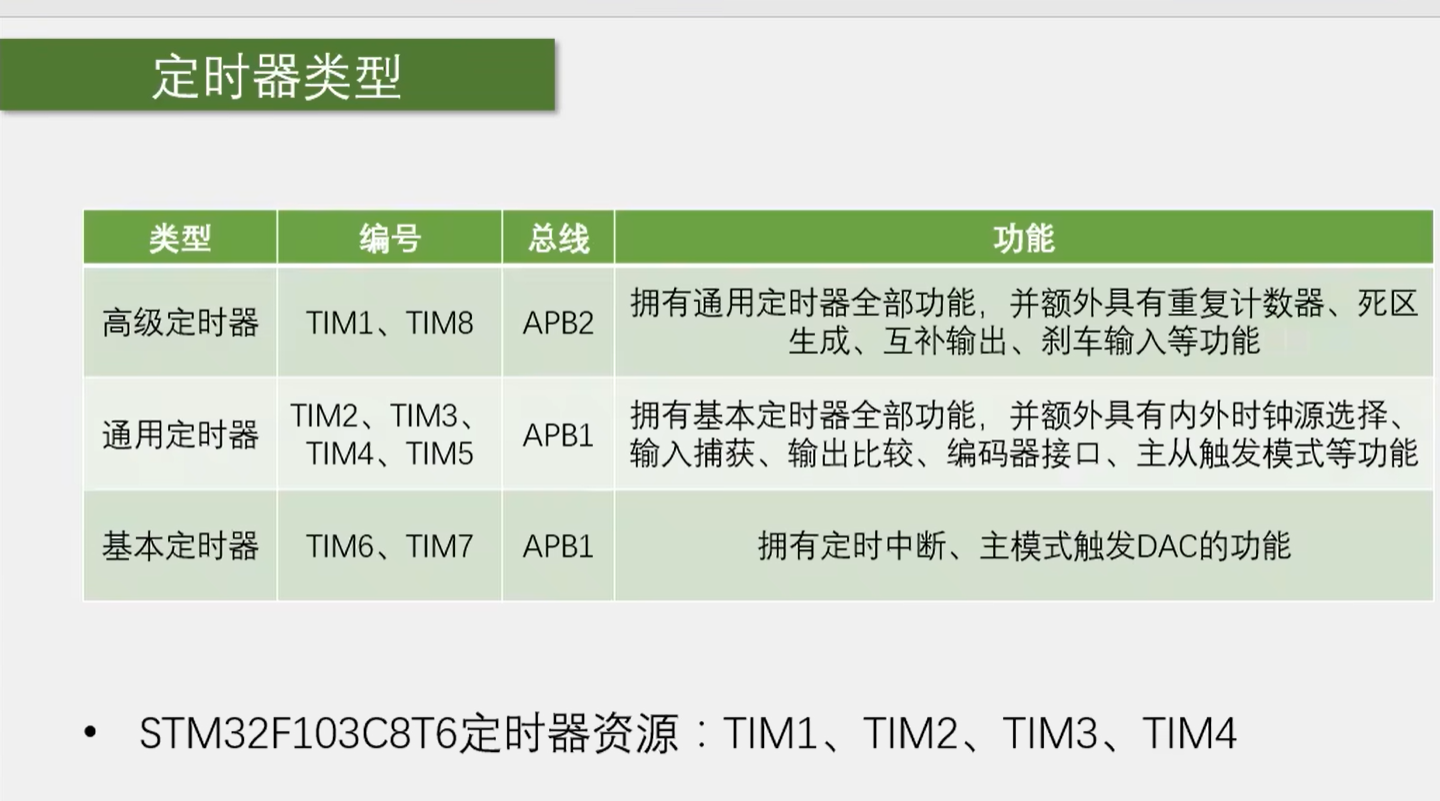 定时器类型
类型 编号 总线 功能
高级定时器 TIM1、TIM8 APB2 拥有通用定时器全部功能，并额外具有重复计数器、死区
生成、互补输出、刹车输入等功能
通用定时器 TIM2、TIM3、
TIM4、TIM5 APB1 拥有基本定时器全部功能，并额外具有内外时钟源选择、
输入捕获、输出比较、编码器接口、主从触发模式等功能
基本定时器 TIM6、TIM7 APB1 拥有定时中断、主模式触发DAC的功能
• STM32F103C8T6定时器资源：TIM1、TIM2、TIM3、TIM4